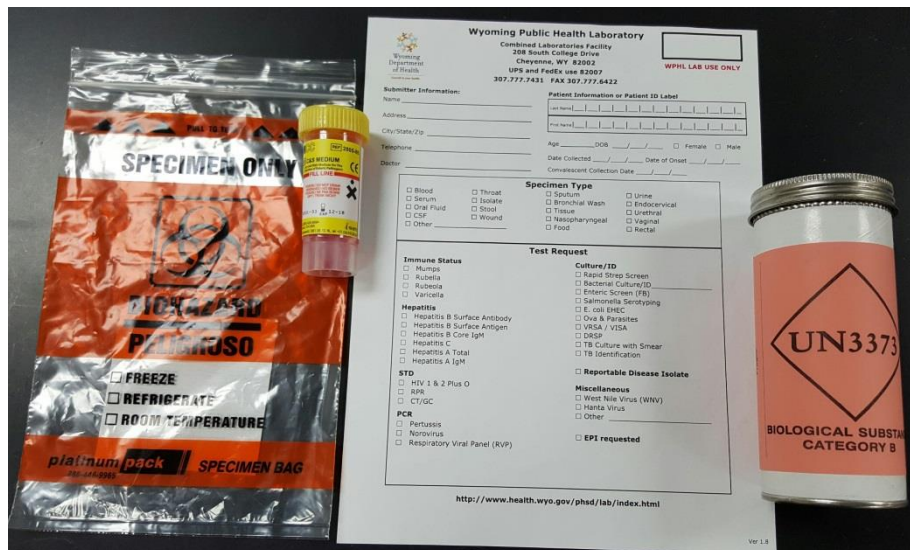 PULL TO
SPECIMEN ONLY
BIOHAZARD
PELIGROSO
FREEZE
REFRIGERATE
ROOM TEMPERATURE
platinum pack
SPECIMEN BAG
C&S MEDIUM
FILL LINE
Wyoming
Department
of Health
Wyoming Public Health Laboratory
Combined Laboratories Facility
208 South College Drive
Cheyenne, WY 82002
UPS and FedEx use 82007
307.777.7431 FAX 307.777.6422
WPHL LAB USE ONLY
Submitter Information:
Name
Address
City/State/Zip
Telephone
Doctor
Patient Information or Patient ID Label
Last Name
First Name
Age DOB Female Male
Date Collected Date of Onset
Convalescent Collection Date
Specimen Type
Blood
Serum
Oral Fluid
CSF
Other
Throat
Isolate
Stool
Wound
Sputum
Bronchial Wash
Tissue
Nasopharyngeal
Food
Urine
Endocervical
Urethral
Vaginal
Rectal
Test Request
Immune Status
Mumps
Rubella
Rubeola
Varicella
Hepatitis
Hepatitis B Surface Antibody
Hepatitis B Surface Antigen
Hepatitis B Core IgM
Hepatitis C
Hepatitis A Total
Hepatitis A IgM
STD
HIV 1 & 2 Plus O
RPR
CT/GC
PCR
Pertussis
Norovirus
Respiratory Viral Panel (RVP)
Culture/ID
Rapid Strep Screen
Bacterial Culture/ID
Enteric Screen (FB)
Salmonella Serotyping
E. coli EHEC
Ova & Parasites
VRSA / VISA
DRSP
TB Culture with Smear
TB Identification
Reportable Disease Isolate
Miscellaneous
West Nile Virus (WNV)
Hanta Virus
Other
EPI requested
http://www.health.wyo.gov/phsd/lab/index.html
Ver 1.8
UN3373
BIOLOGICAL SUBSTAN
CATEGORY B